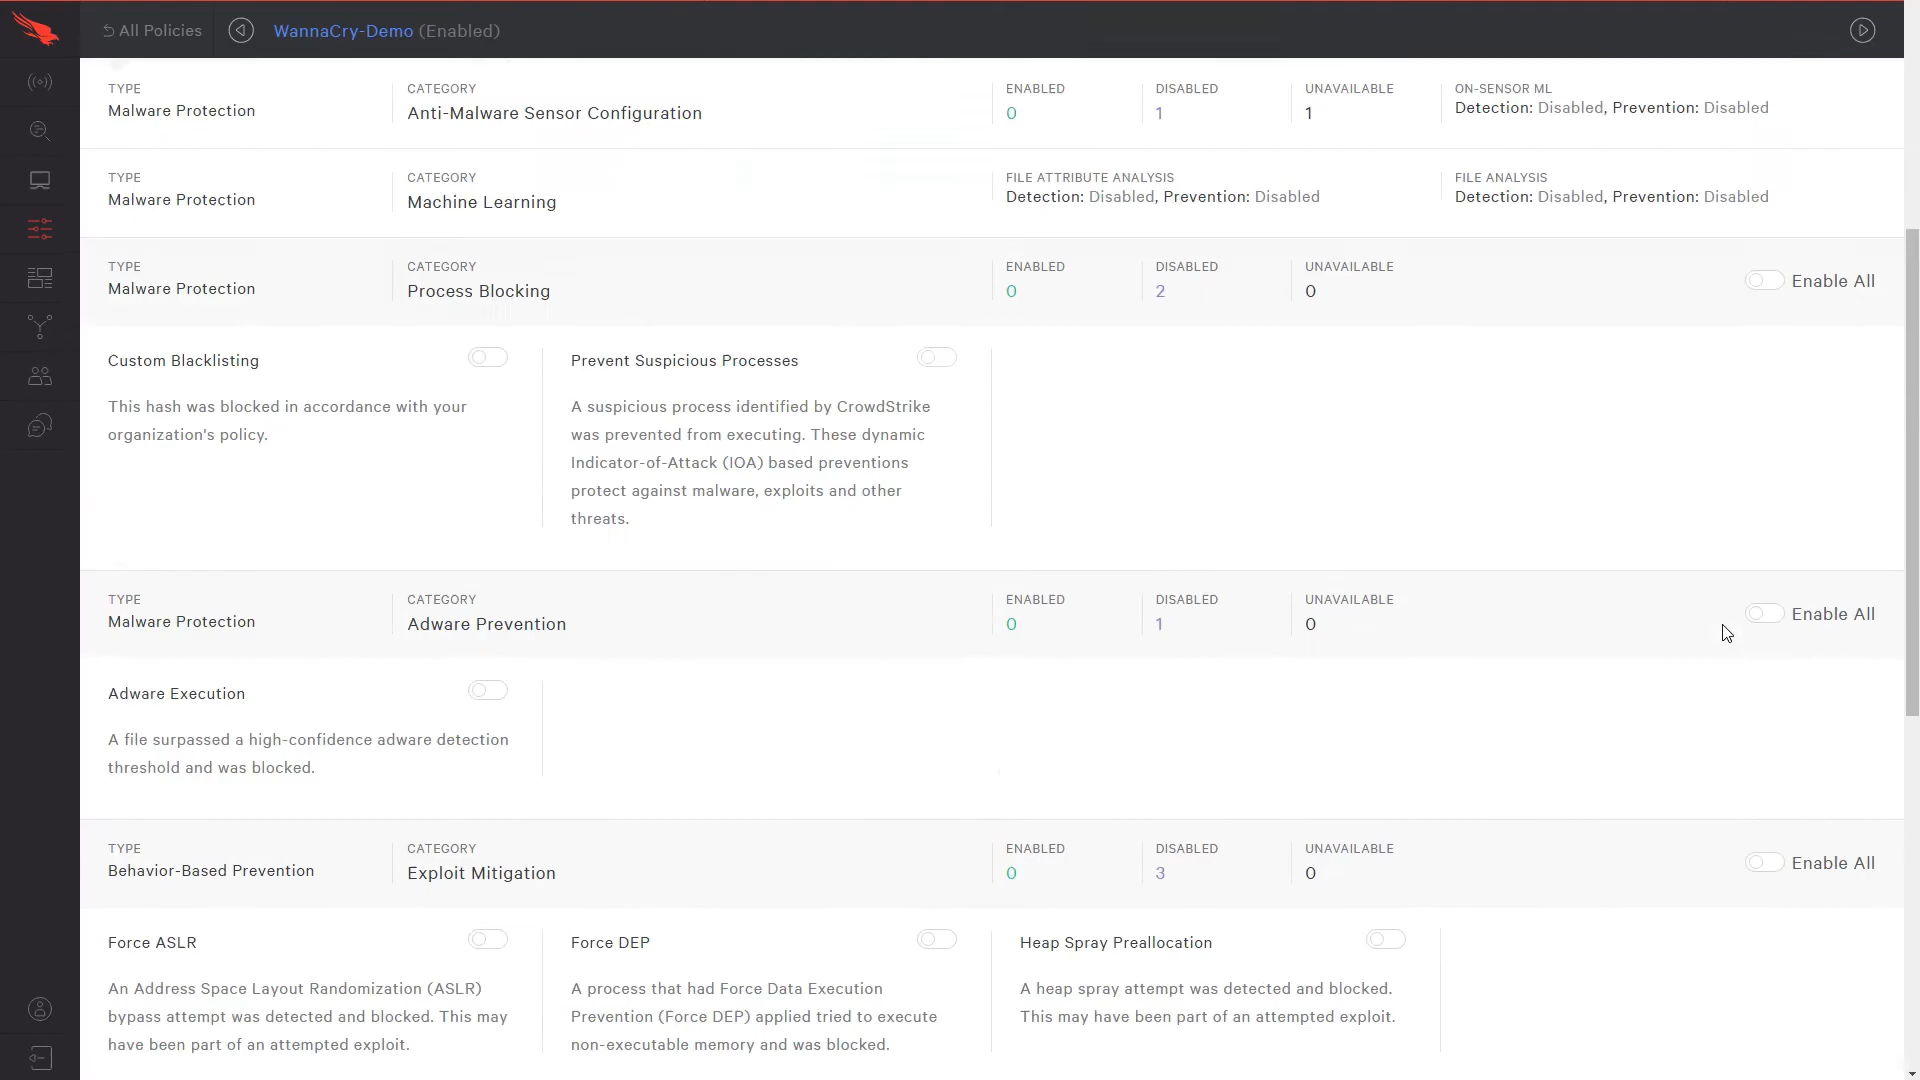 All Policies
WannaCry-Demo (Enabled)
TYPE CATEGORY ENABLED DISABLED UNAVAILABLE ON-SENSOR ML
Malware Protection Anti-Malware Sensor Configuration 0 1 1 Detection: Disabled, Prevention: Disabled
TYPE CATEGORY FILE ATTRIBUTE ANALYSIS FILE ANALYSIS
Malware Protection Machine Learning Detection: Disabled, Prevention: Disabled Detection: Disabled, Prevention: Disabled
TYPE CATEGORY ENABLED DISABLED UNAVAILABLE
Malware Protection Process Blocking 0 2 0 Enable All
Custom Blacklisting
This hash was blocked in accordance with your
organization's policy.
Prevent Suspicious Processes
A suspicious process identified by CrowdStrike
was prevented from executing. These dynamic
Indicator-of-Attack (IOA) based preventions
protect against malware, exploits and other
threats.
TYPE CATEGORY ENABLED DISABLED UNAVAILABLE
Malware Protection Adware Prevention 0 1 0 Enable All
Adware Execution
A file surpassed a high-confidence adware detection
threshold and was blocked.
TYPE CATEGORY ENABLED DISABLED UNAVAILABLE
Behavior-Based Prevention Exploit Mitigation 0 3 0 Enable All
Force ASLR
An Address Space Layout Randomization (ASLR)
bypass attempt was detected and blocked. This may
have been part of an attempted exploit.
Force DEP
A process that had Force Data Execution
Prevention (Force DEP) applied tried to execute
non-executable memory and was blocked.
Heap Spray Preallocation
A heap spray attempt was detected and blocked.
This may have been part of an attempted exploit.